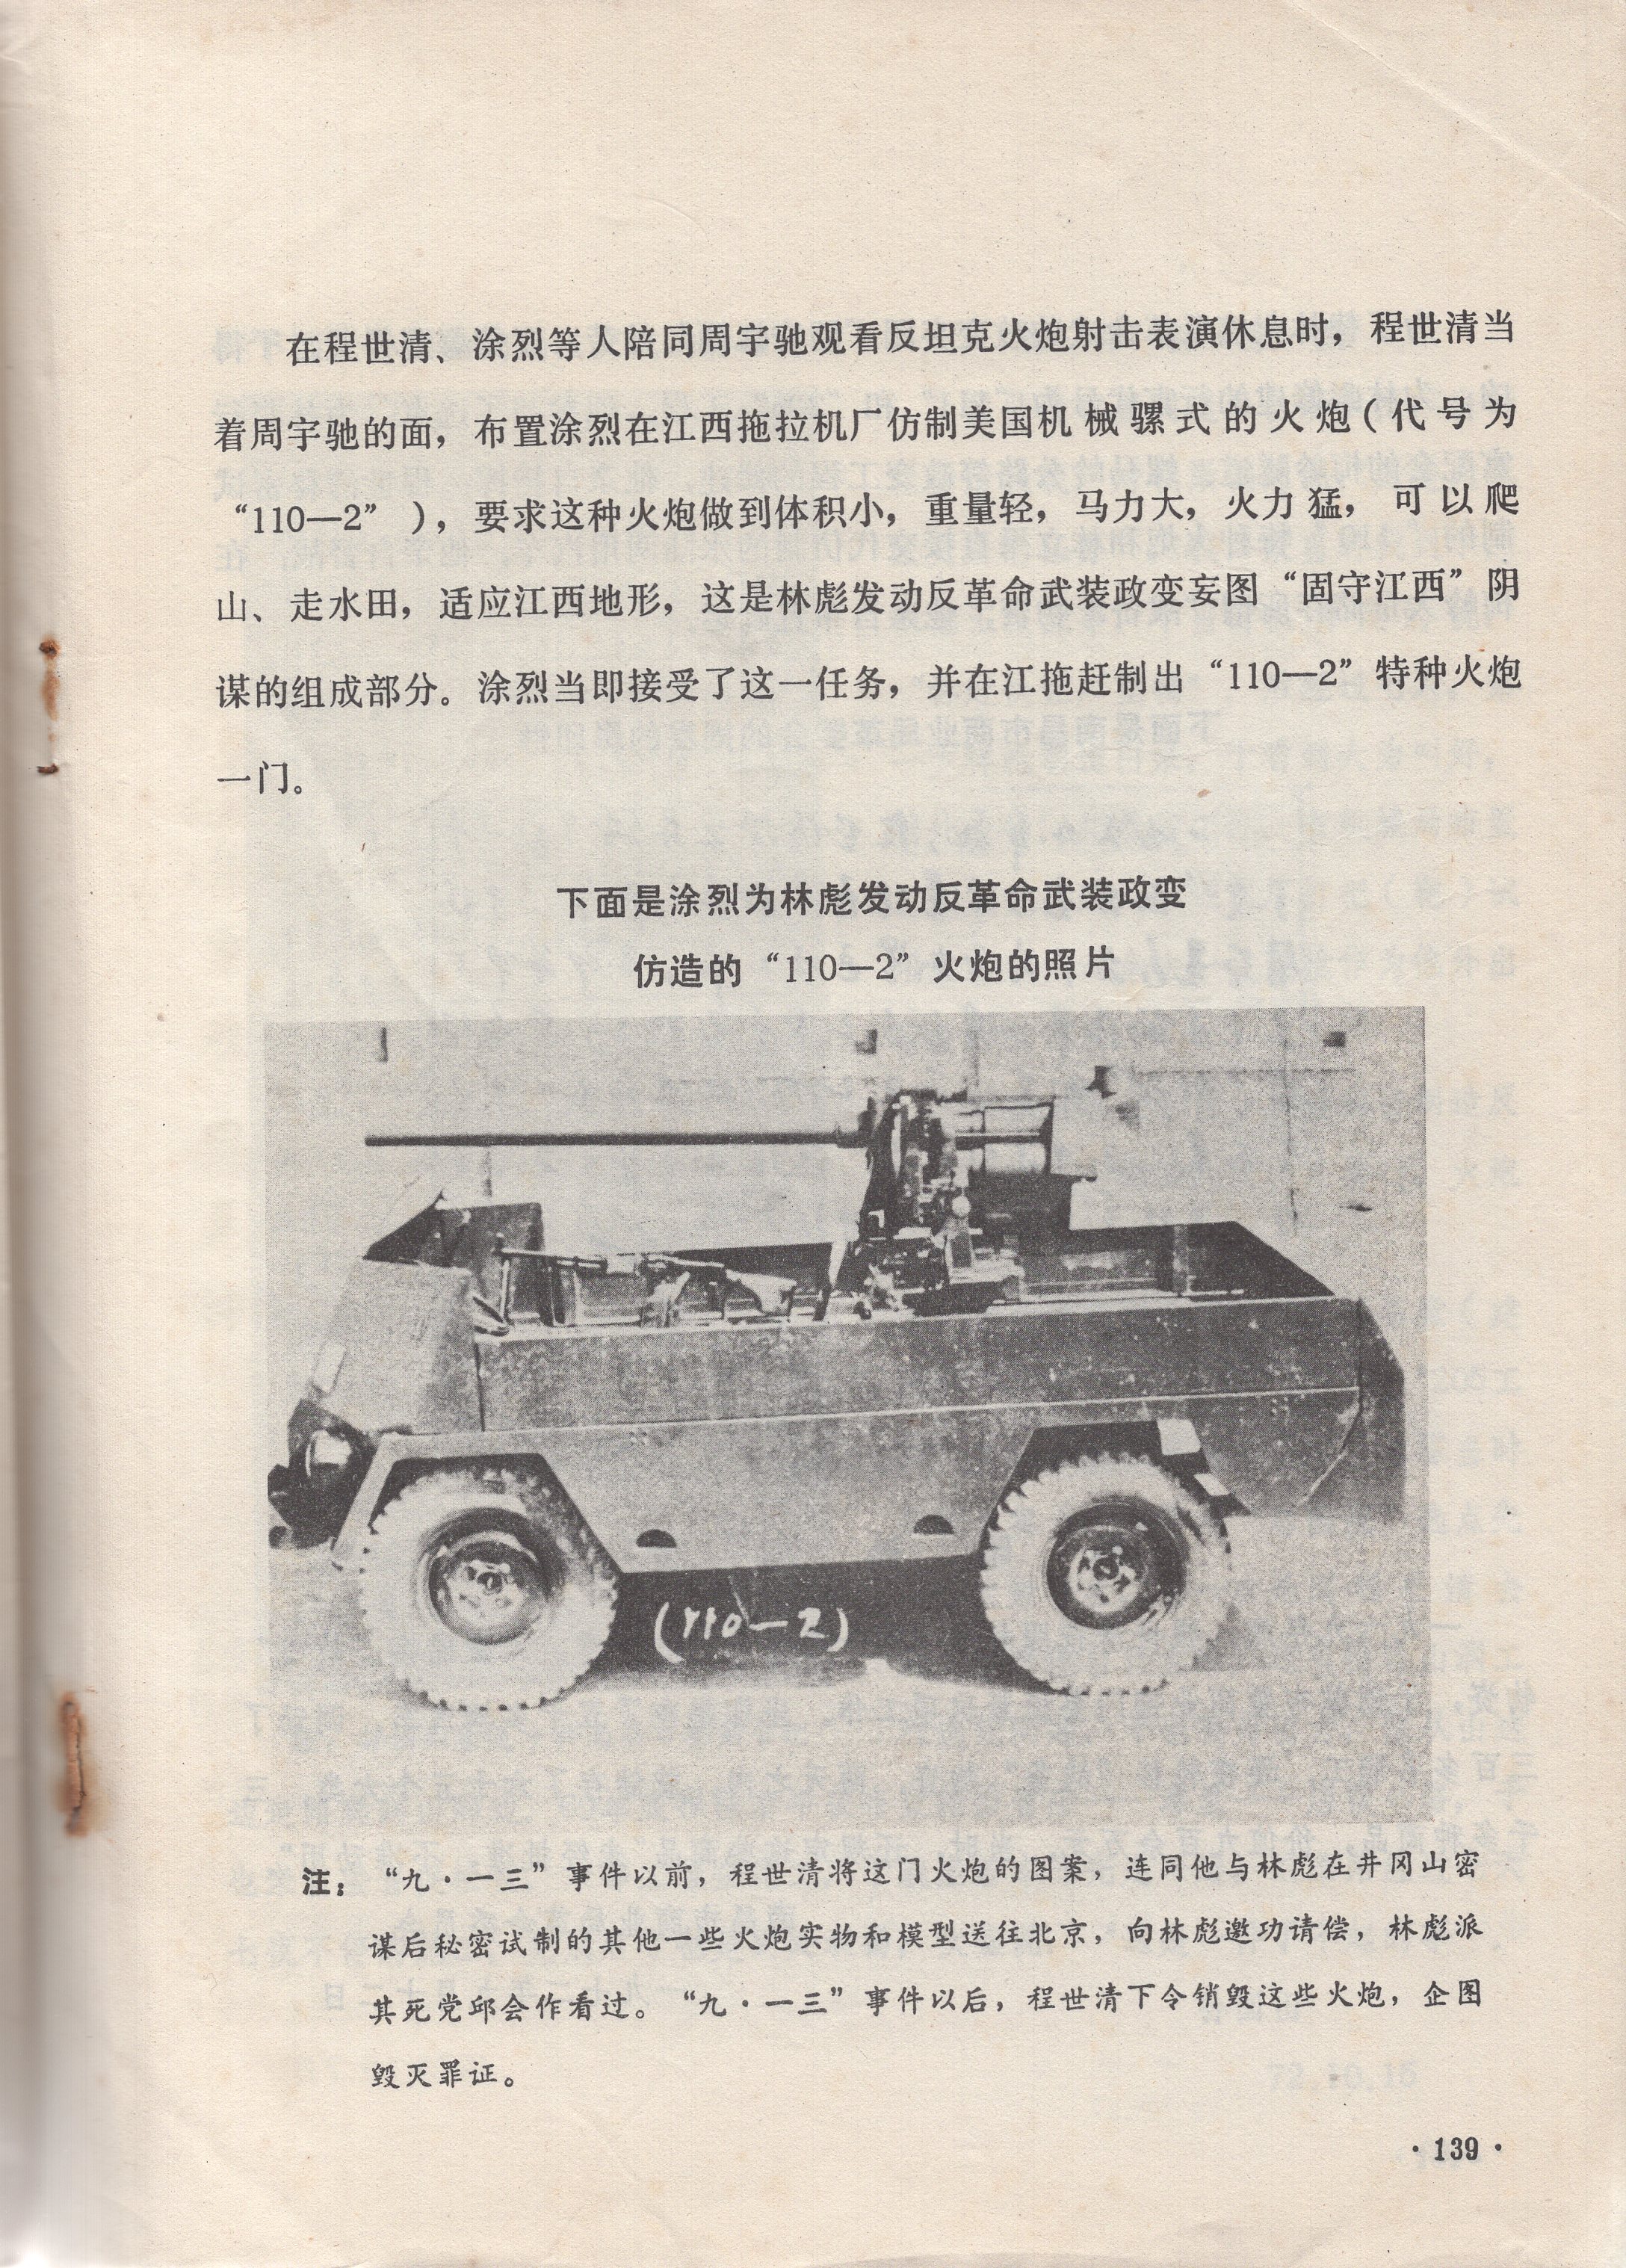 在程世清、涂烈等人陪同周宇驰观看反坦克火炮射击表演休息时，程世清当
着周宇驰的面，布置涂烈在江西拖拉机厂仿制美国机械骡式的火炮（代号为
“110—2”），要求这种火炮做到体积小，重量轻，马力大，火力猛，可以爬
山、走水田，适应江西地形，这是林彪发动反革命武装政变妄图“固守江西”阴
谋的组成部分。涂烈当即接受了这一任务，并在江拖赶制出“110—2”特种火炮
一门。
下面是涂烈为林彪发动反革命武装政变
仿造的“110—2”火炮的照片
(110—2)
注：“九·一三”事件以前，程世清将这门火炮的图案，连同他与林彪在井冈山密
谋后秘密试制的其他一些火炮实物和模型送往北京，向林彪邀功请偿，林彪派
其死党邱会作看过。“九·一三”事件以后，程世清下令销毁这些火炮，企图
毁灭罪证。
·139·